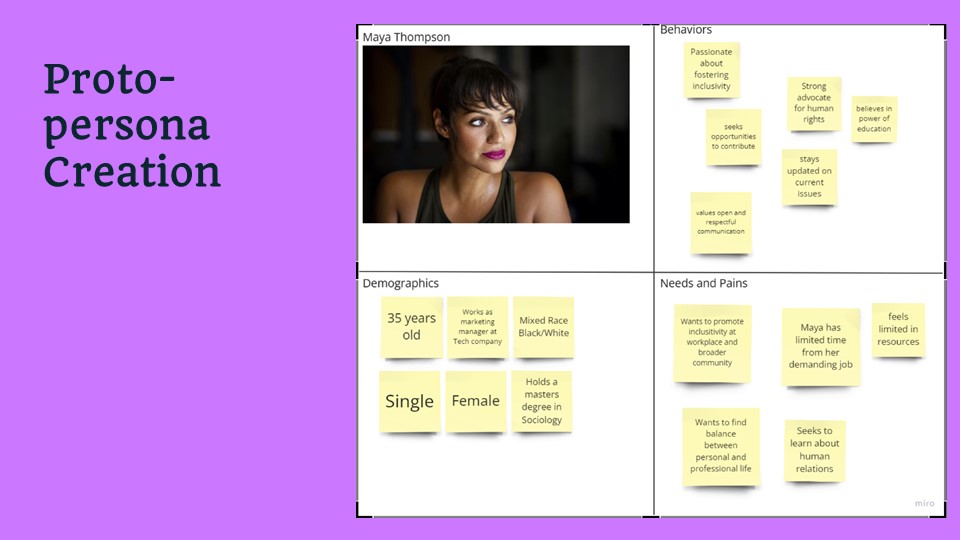 Proto-
persona
Creation
Maya Thompson
Behaviors
Passionate
about
fostering
inclusivity
Strong
advocate
for human
rights
believes in
power of
education
seeks
opportunities
to contribute
stays
updated on
current
issues
values open and
respectful
communication
Demographics
35 years
old
Works as
marketing
manager at
Tech company
Mixed Race
Black/White
Single
Female
Holds a
masters
degree in
Sociology
Needs and Pains
Wants to promote
inclusitivity at
workplace and
broader
community
Maya has
limited time
from her
demanding job
feels
limited in
resources
Wants to find
balance
between
personal and
professional life
Seeks to
learn about
human
relations
miro